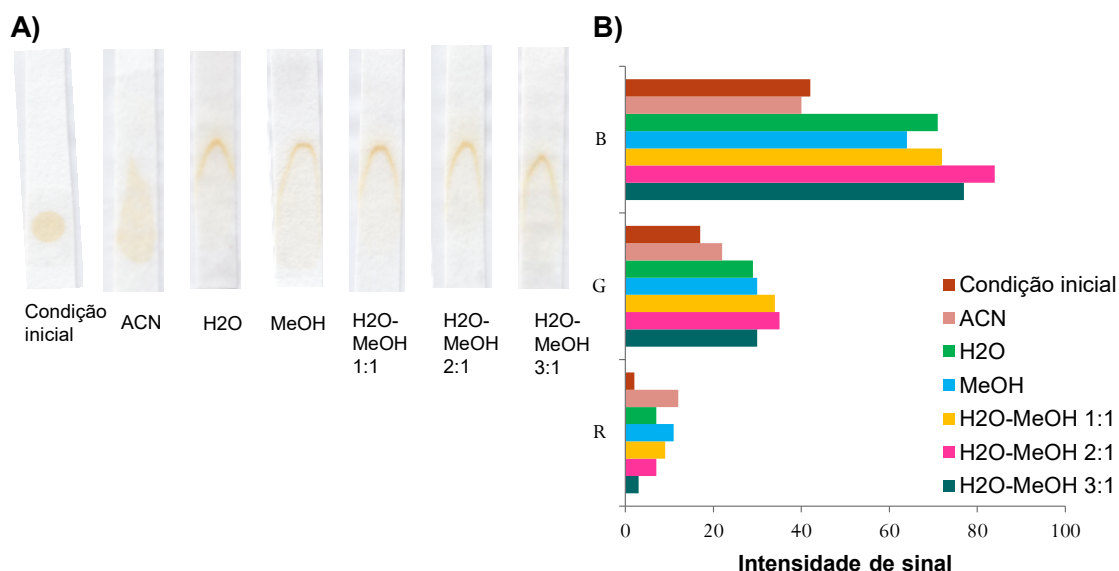 A)
B)
Condição
inicial
ACN
H2O
MeOH
H2O-
MeOH
1:1
H2O-
MeOH
2:1
H2O-
MeOH
3:1
B
G
R
Condição inicial
ACN
H2O
MeOH
H2O-MeOH 1:1
H2O-MeOH 2:1
H2O-MeOH 3:1
0 20 40 60 80 100
Intensidade de sinal